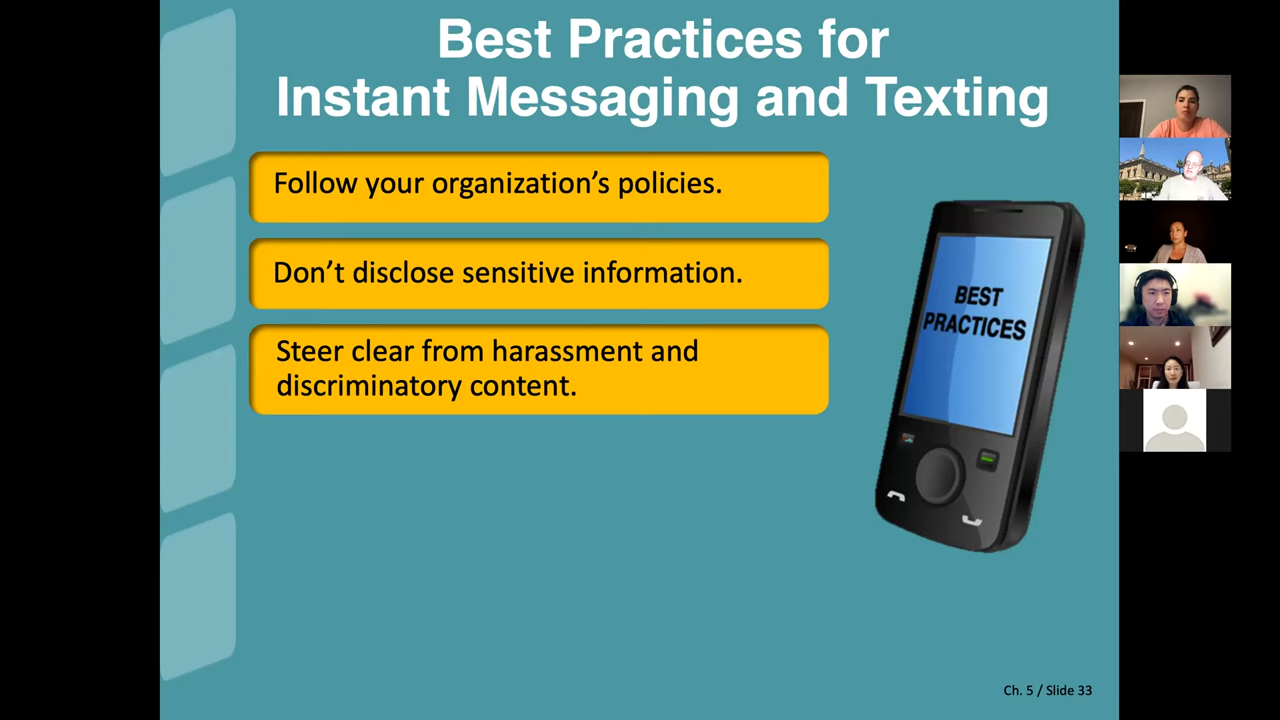 Best Practices for
Instant Messaging and Texting
Follow your organization’s policies.
Don’t disclose sensitive information.
Steer clear from harassment and
discriminatory content.
BEST
PRACTICES
Ch. 5 / Slide 33